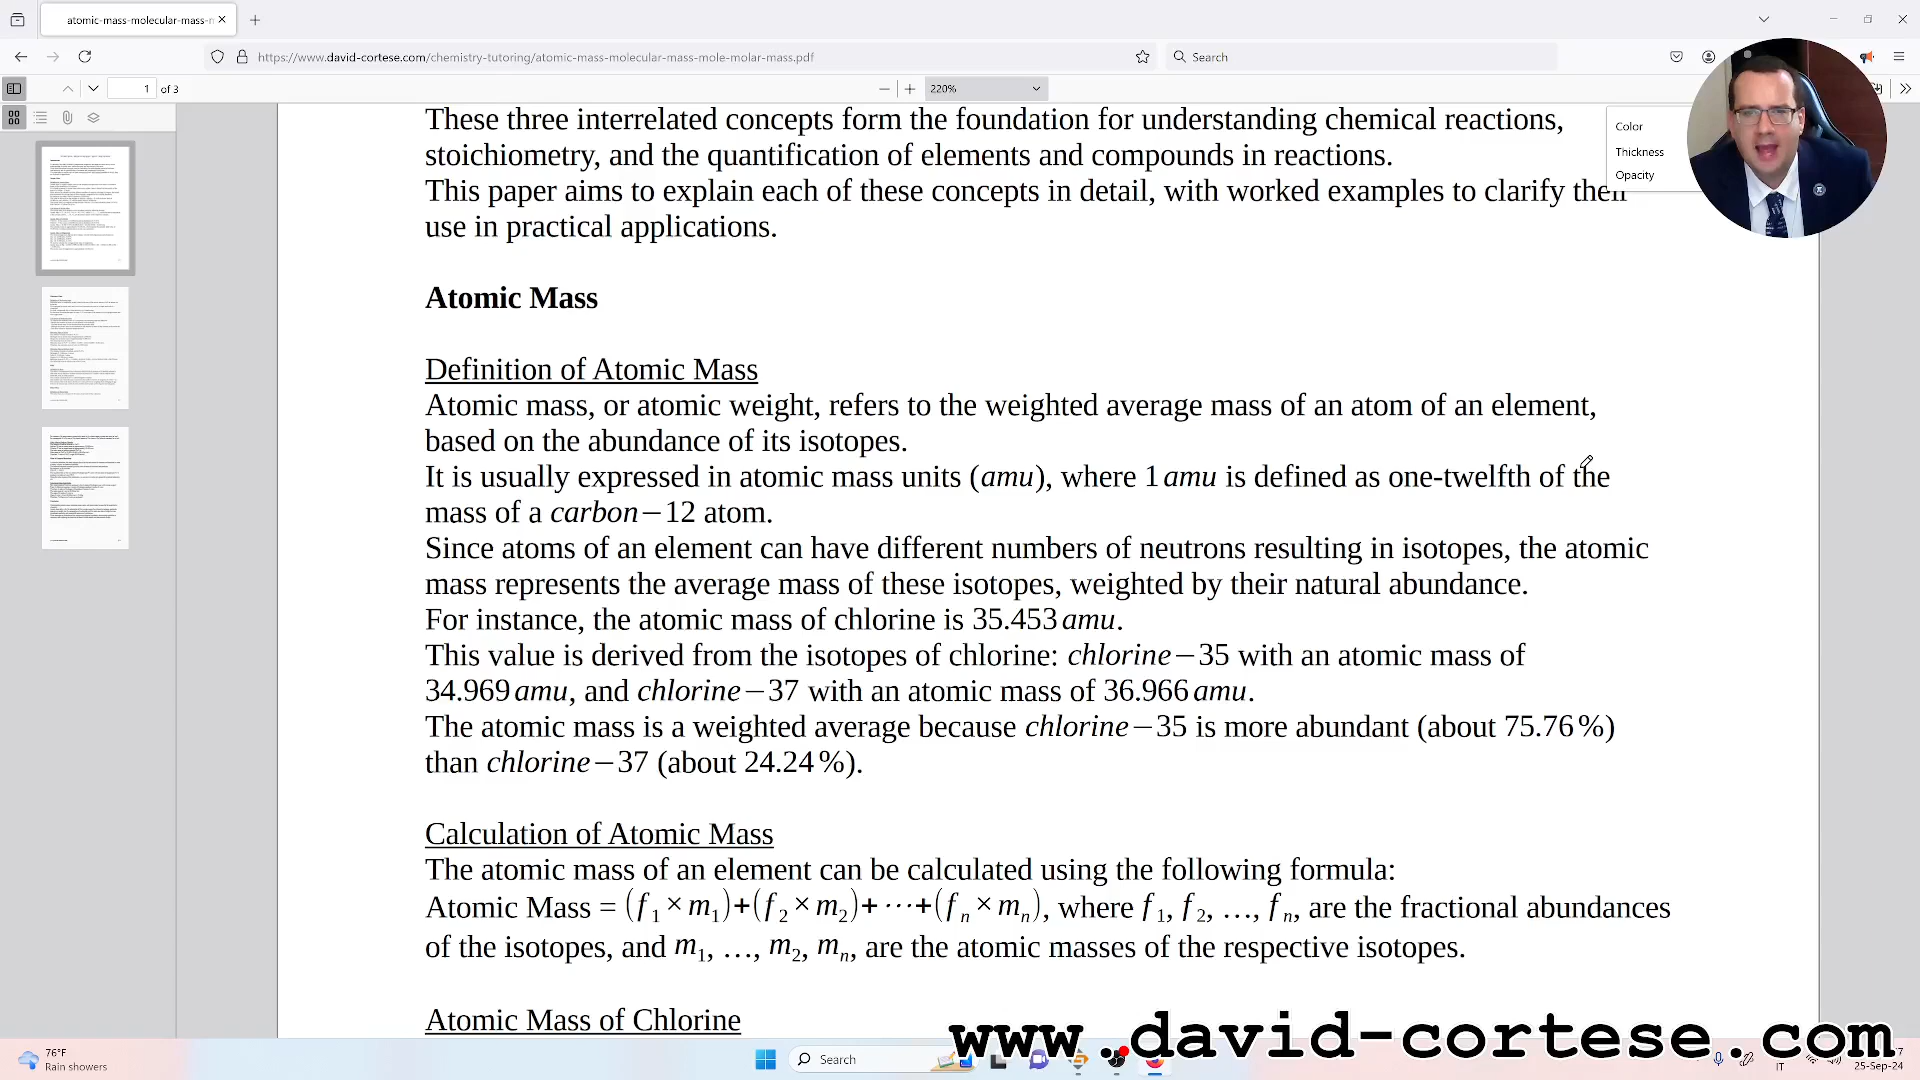 atomic-mass-molecular-mass-m
https://www.david-cortese.com/chemistry-tutoring/atomic-mass-molecular-mass-mole-molar-mass.pdf
Search
1 of 3
220%
Color
Thickness
Opacity
These three interrelated concepts form the foundation for understanding chemical reactions,
stoichiometry, and the quantification of elements and compounds in reactions.
This paper aims to explain each of these concepts in detail, with worked examples to clarify their
use in practical applications.
Atomic Mass
Definition of Atomic Mass
Atomic mass, or atomic weight, refers to the weighted average mass of an atom of an element,
based on the abundance of its isotopes.
It is usually expressed in atomic mass units (amu), where 1 amu is defined as one-twelfth of the
mass of a carbon−12 atom.
Since atoms of an element can have different numbers of neutrons resulting in isotopes, the atomic
mass represents the average mass of these isotopes, weighted by their natural abundance.
For instance, the atomic mass of chlorine is 35.453 amu.
This value is derived from the isotopes of chlorine: chlorine−35 with an atomic mass of
34.969 amu, and chlorine−37 with an atomic mass of 36.966 amu.
The atomic mass is a weighted average because chlorine−35 is more abundant (about 75.76 %)
than chlorine−37 (about 24.24 %).
Calculation of Atomic Mass
The atomic mass of an element can be calculated using the following formula:
Atomic Mass = (f₁ × m₁)+(f₂ × m₂)+⋯+(fₙ × mₙ), where f₁, f₂, …, fₙ, are the fractional abundances
of the isotopes, and m₁, …, m₂, mₙ, are the atomic masses of the respective isotopes.
Atomic Mass of Chlorine
www.david-cortese.com
76°F
Rain showers
Search
IT
25-Sep-24